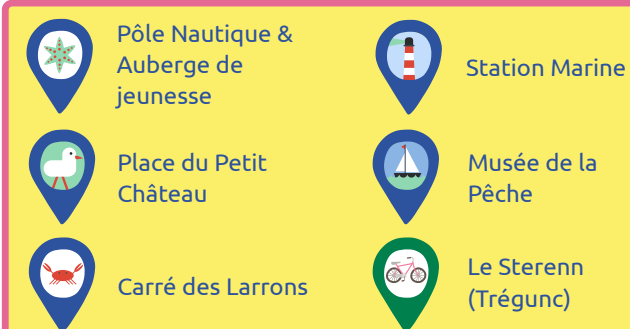 Pôle Nautique &
Auberge de
jeunesse
Station Marine
Place du Petit
Château
Musée de la
Pêche
Carré des Larrons
Le Sterenn
(Trégunc)